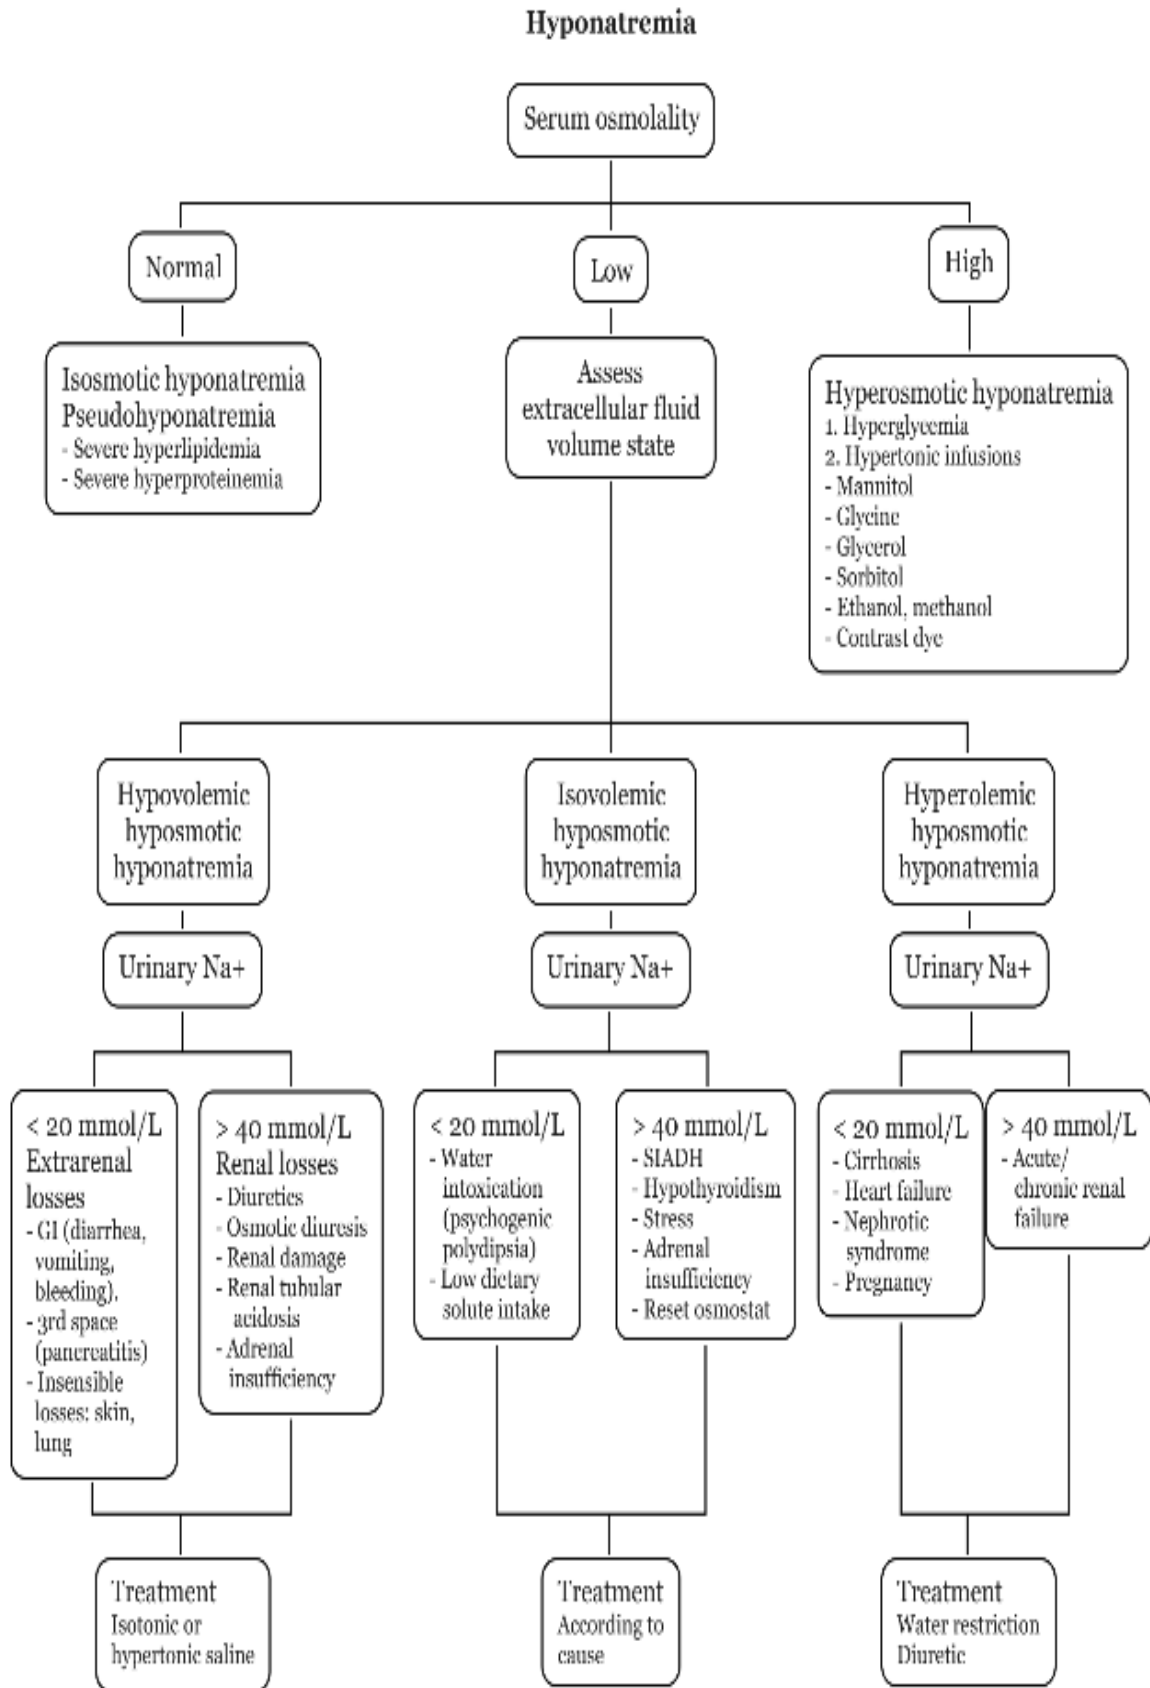 Hyponatremia
Serum osmolality
Normal
Low
High
Isosmotic hyponatremia
Pseudohyponatremia
- Severe hyperlipidemia
- Severe hyperproteinemia
Assess
extracellular fluid
volume state
Hyperosmotic hyponatremia
1. Hyperglycemia
2. Hypertonic infusions
- Mannitol
- Glycine
- Glycerol
- Sorbitol
- Ethanol, methanol
- Contrast dye
Hypovolemic
hyposmotic
hyponatremia
Isovolemic
hyposmotic
hyponatremia
Hyperolemic
hyposmotic
hyponatremia
Urinary Na+
Urinary Na+
Urinary Na+
< 20 mmol/L
Extrarenal
losses
- GI (diarrhea,
vomiting,
bleeding).
- 3rd space
(pancreatitis)
- Insensible
losses: skin,
lung
> 40 mmol/L
Renal losses
- Diuretics
- Osmotic diuresis
- Renal damage
- Renal tubular
acidosis
- Adrenal
insufficiency
< 20 mmol/L
- Water
intoxication
(psychogenic
polydipsia)
- Low dietary
solute intake
> 40 mmol/L
- SIADH
- Hypothyroidism
- Stress
- Adrenal
insufficiency
- Reset osmostat
< 20 mmol/L
- Cirrhosis
- Heart failure
- Nephrotic
syndrome
- Pregnancy
> 40 mmol/L
- Acute/
chronic renal
failure
Treatment
Isotonic or
hypertonic saline
Treatment
According to
cause
Treatment
Water restriction
Diuretic